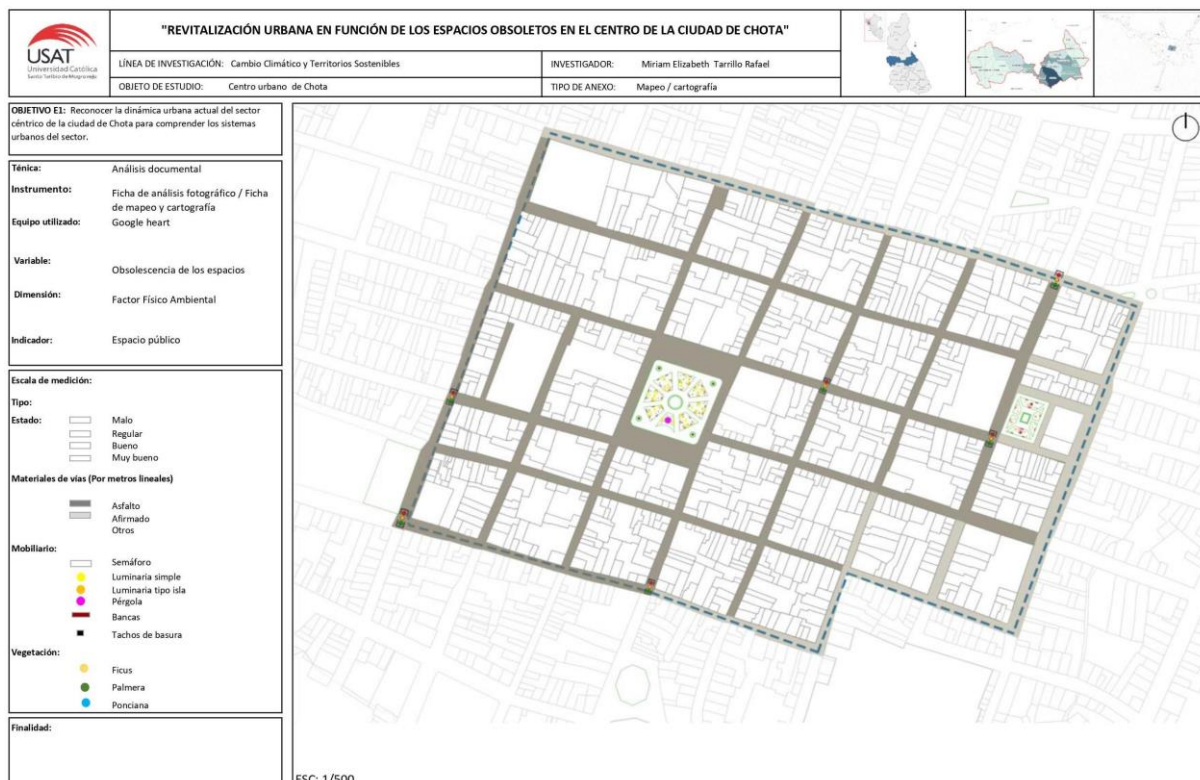 USAT
Universidad Católica
Santo Toribio de Mogrovejo
"REVITALIZACIÓN URBANA EN FUNCIÓN DE LOS ESPACIOS OBSOLETOS EN EL CENTRO DE LA CIUDAD DE CHOTA"
LÍNEA DE INVESTIGACIÓN: Cambio Climático y Territorios Sostenibles
INVESTIGADOR: Miriam Elizabeth Tarrillo Rafael
OBJETO DE ESTUDIO: Centro urbano de Chota
TIPO DE ANEXO: Mapeo / cartografía
OBJETIVO E1: Reconocer la dinámica urbana actual del sector
céntrico de la ciudad de Chota para comprender los sistemas
urbanos del sector.
Ténica: Análisis documental
Instrumento: Ficha de análisis fotográfico / Ficha
de mapeo y cartografía
Equipo utilizado: Google heart
Variable: Obsolescencia de los espacios
Dimensión: Factor Físico Ambiental
Indicador: Espacio público
Escala de medición:
Tipo:
Estado: Malo
Regular
Bueno
Muy bueno
Materiales de vías (Por metros lineales)
Asfalto
Afirmado
Otros
Mobiliario:
Semáforo
Luminaria simple
Luminaria tipo isla
Pérgola
Bancas
Tachos de basura
Vegetación:
Ficus
Palmera
Ponciana
Finalidad:
ESC: 1/500